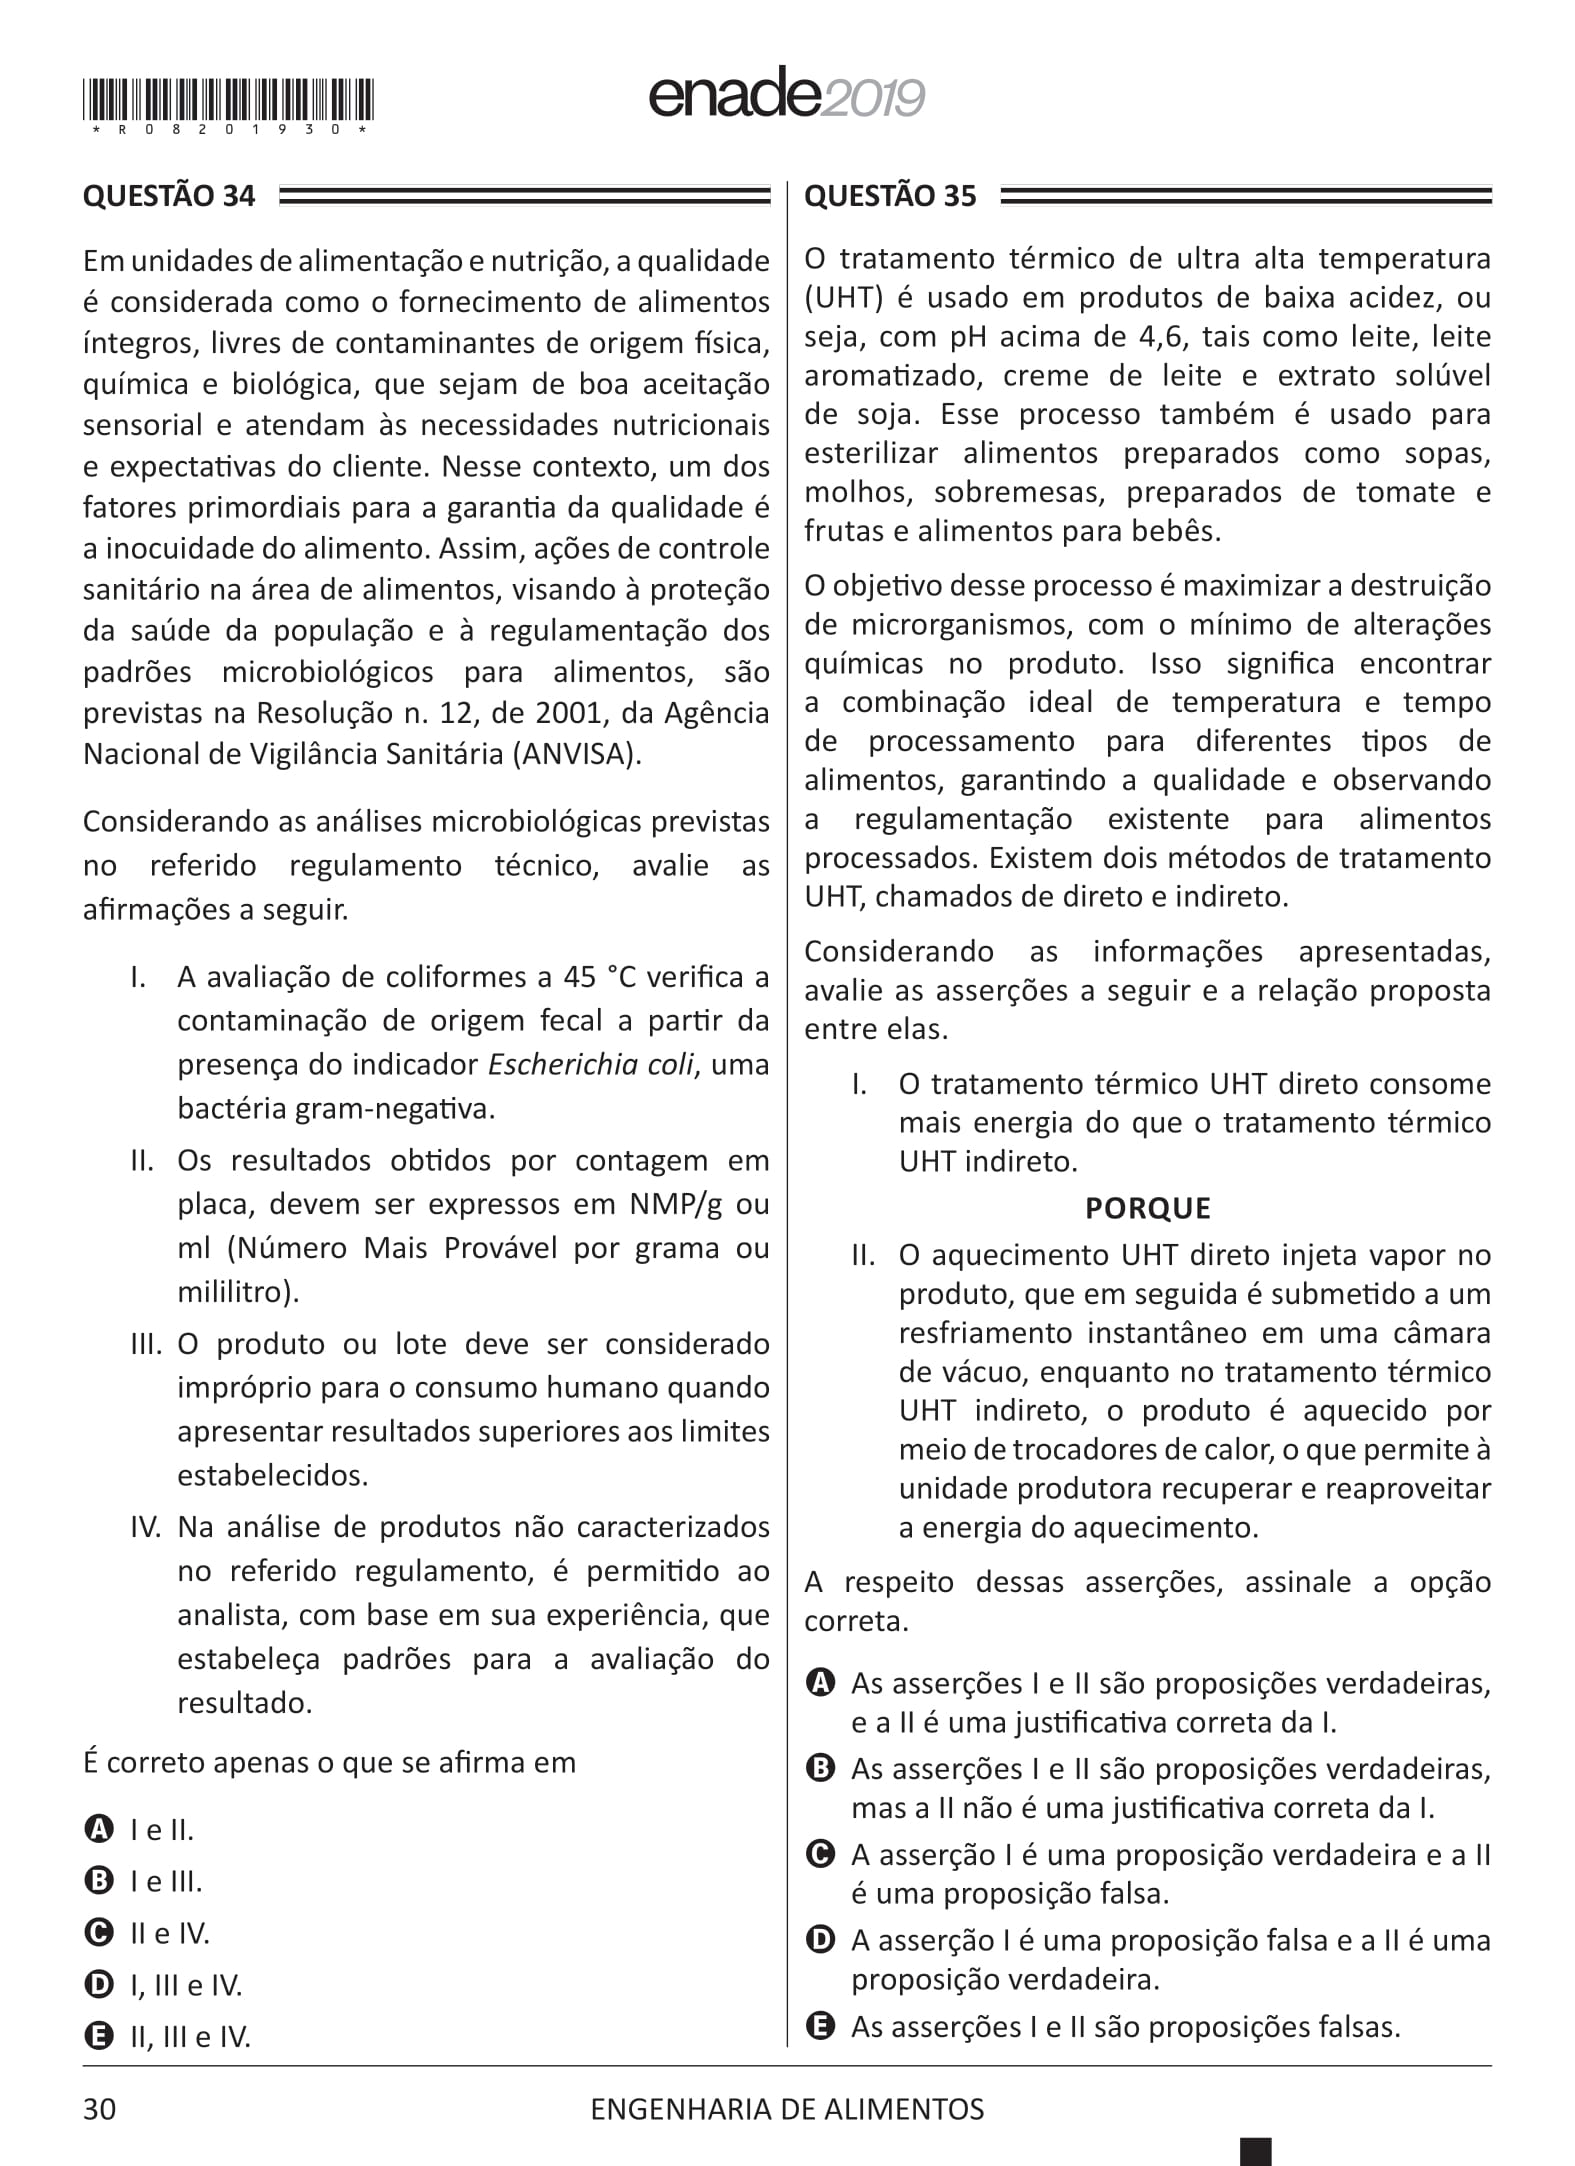 *R08201930*
enade2019
QUESTÃO 34
Em unidades de alimentação e nutrição, a qualidade
é considerada como o fornecimento de alimentos
íntegros, livres de contaminantes de origem física,
química e biológica, que sejam de boa aceitação
sensorial e atendam às necessidades nutricionais
e expectativas do cliente. Nesse contexto, um dos
fatores primordiais para a garantia da qualidade é
a inocuidade do alimento. Assim, ações de controle
sanitário na área de alimentos, visando à proteção
da saúde da população e à regulamentação dos
padrões microbiológicos para alimentos, são
previstas na Resolução n. 12, de 2001, da Agência
Nacional de Vigilância Sanitária (ANVISA).
Considerando as análises microbiológicas previstas
no referido regulamento técnico, avalie as
afirmações a seguir.
I. A avaliação de coliformes a 45 °C verifica a
contaminação de origem fecal a partir da
presença do indicador Escherichia coli, uma
bactéria gram-negativa.
II. Os resultados obtidos por contagem em
placa, devem ser expressos em NMP/g ou
ml (Número Mais Provável por grama ou
mililitro).
III. O produto ou lote deve ser considerado
impróprio para o consumo humano quando
apresentar resultados superiores aos limites
estabelecidos.
IV. Na análise de produtos não caracterizados
no referido regulamento, é permitido ao
analista, com base em sua experiência, que
estabeleça padrões para a avaliação do
resultado.
É correto apenas o que se afirma em
A I e II.
B I e III.
C II e IV.
D I, III e IV.
E II, III e IV.
QUESTÃO 35
O tratamento térmico de ultra alta temperatura
(UHT) é usado em produtos de baixa acidez, ou
seja, com pH acima de 4,6, tais como leite, leite
aromatizado, creme de leite e extrato solúvel
de soja. Esse processo também é usado para
esterilizar alimentos preparados como sopas,
molhos, sobremesas, preparados de tomate e
frutas e alimentos para bebês.
O objetivo desse processo é maximizar a destruição
de microrganismos, com o mínimo de alterações
químicas no produto. Isso significa encontrar
a combinação ideal de temperatura e tempo
de processamento para diferentes tipos de
alimentos, garantindo a qualidade e observando
a regulamentação existente para alimentos
processados. Existem dois métodos de tratamento
UHT, chamados de direto e indireto.
Considerando as informações apresentadas,
avalie as asserções a seguir e a relação proposta
entre elas.
I. O tratamento térmico UHT direto consome
mais energia do que o tratamento térmico
UHT indireto.
PORQUE
II. O aquecimento UHT direto injeta vapor no
produto, que em seguida é submetido a um
resfriamento instantâneo em uma câmara
de vácuo, enquanto no tratamento térmico
UHT indireto, o produto é aquecido por
meio de trocadores de calor, o que permite à
unidade produtora recuperar e reaproveitar
a energia do aquecimento.
A respeito dessas asserções, assinale a opção
correta.
A As asserções I e II são proposições verdadeiras,
e a II é uma justificativa correta da I.
B As asserções I e II são proposições verdadeiras,
mas a II não é uma justificativa correta da I.
C A asserção I é uma proposição verdadeira e a II
é uma proposição falsa.
D A asserção I é uma proposição falsa e a II é uma
proposição verdadeira.
E As asserções I e II são proposições falsas.
30
ENGENHARIA DE ALIMENTOS